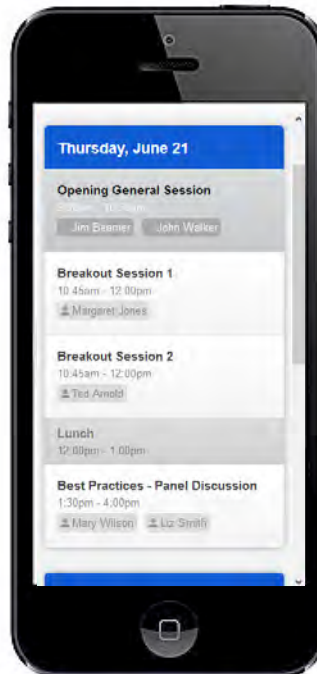 Thursday, June 21
Opening General Session
Jim Beamer John Walker
Breakout Session 1
10:45am - 12:00pm
Margaret Jones
Breakout Session 2
10:45am - 12:00pm
Ted Arnold
Lunch
12:00pm - 1:00pm
Best Practices - Panel Discussion
1:30pm - 4:00pm
Mary Wilson Liz Smith